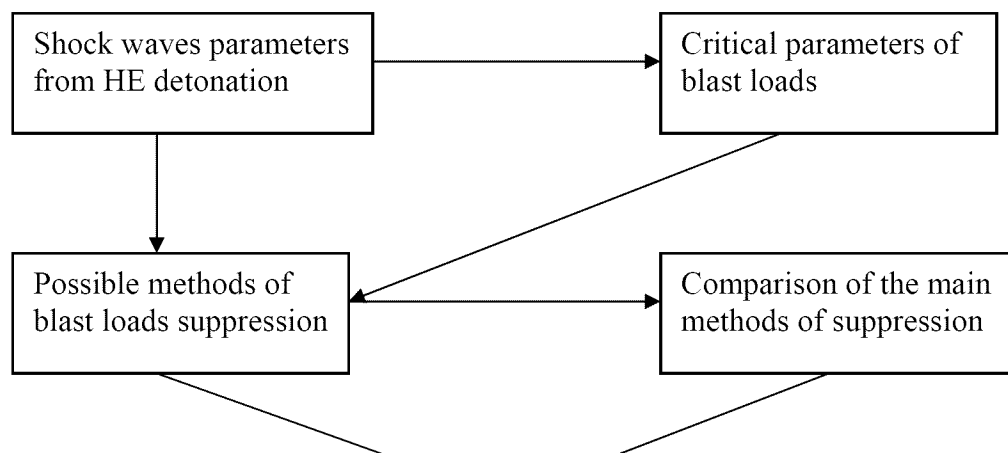 Shock waves parameters
from HE detonation
Critical parameters of
blast loads
Possible methods of
blast loads suppression
Comparison of the main
methods of suppression